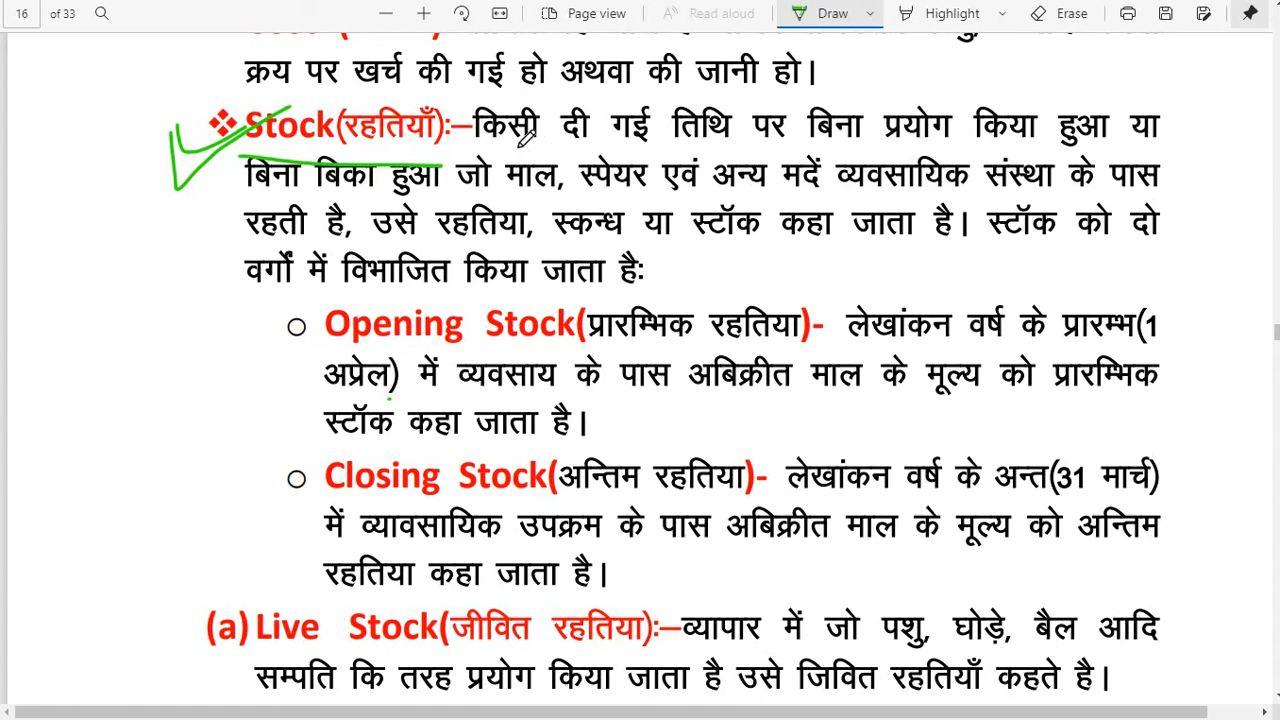 16 of 33 Page view Read aloud Draw Highlight Erase
क्रय पर खर्च की गई हो अथवा की जानी हो।
❖ Stock(रहतियाँ):–किसी दी गई तिथि पर बिना प्रयोग किया हुआ या
बिना बिका हुआ जो माल, स्पेयर एवं अन्य मदें व्यवसायिक संस्था के पास
रहती है, उसे रहतिया, स्कन्ध या स्टॉक कहा जाता है। स्टॉक को दो
वर्गों में विभाजित किया जाता है:
○ Opening Stock(प्रारम्भिक रहतिया)- लेखांकन वर्ष के प्रारम्भ(1
अप्रेल) में व्यवसाय के पास अबिक्रीत माल के मूल्य को प्रारम्भिक
स्टॉक कहा जाता है।
○ Closing Stock(अन्तिम रहतिया)- लेखांकन वर्ष के अन्त(31 मार्च)
में व्यावसायिक उपक्रम के पास अबिक्रीत माल के मूल्य को अन्तिम
रहतिया कहा जाता है।
(a) Live Stock(जीवित रहतिया):–व्यापार में जो पशु, घोड़े, बैल आदि
सम्पति कि तरह प्रयोग किया जाता है उसे जिवित रहतियाँ कहते है।